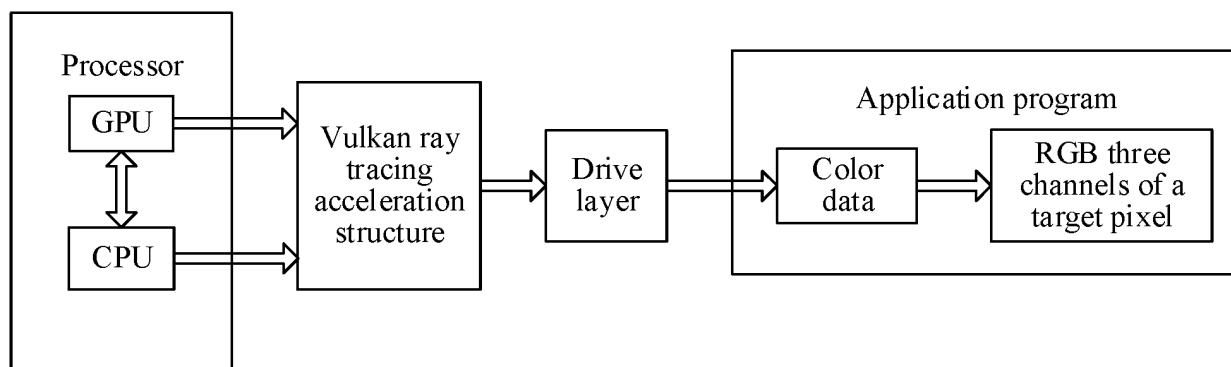 Processor
GPU
CPU
Vulkan ray
tracing
acceleration
structure
Drive
layer
Application program
Color
data
RGB three
channels of a
target pixel